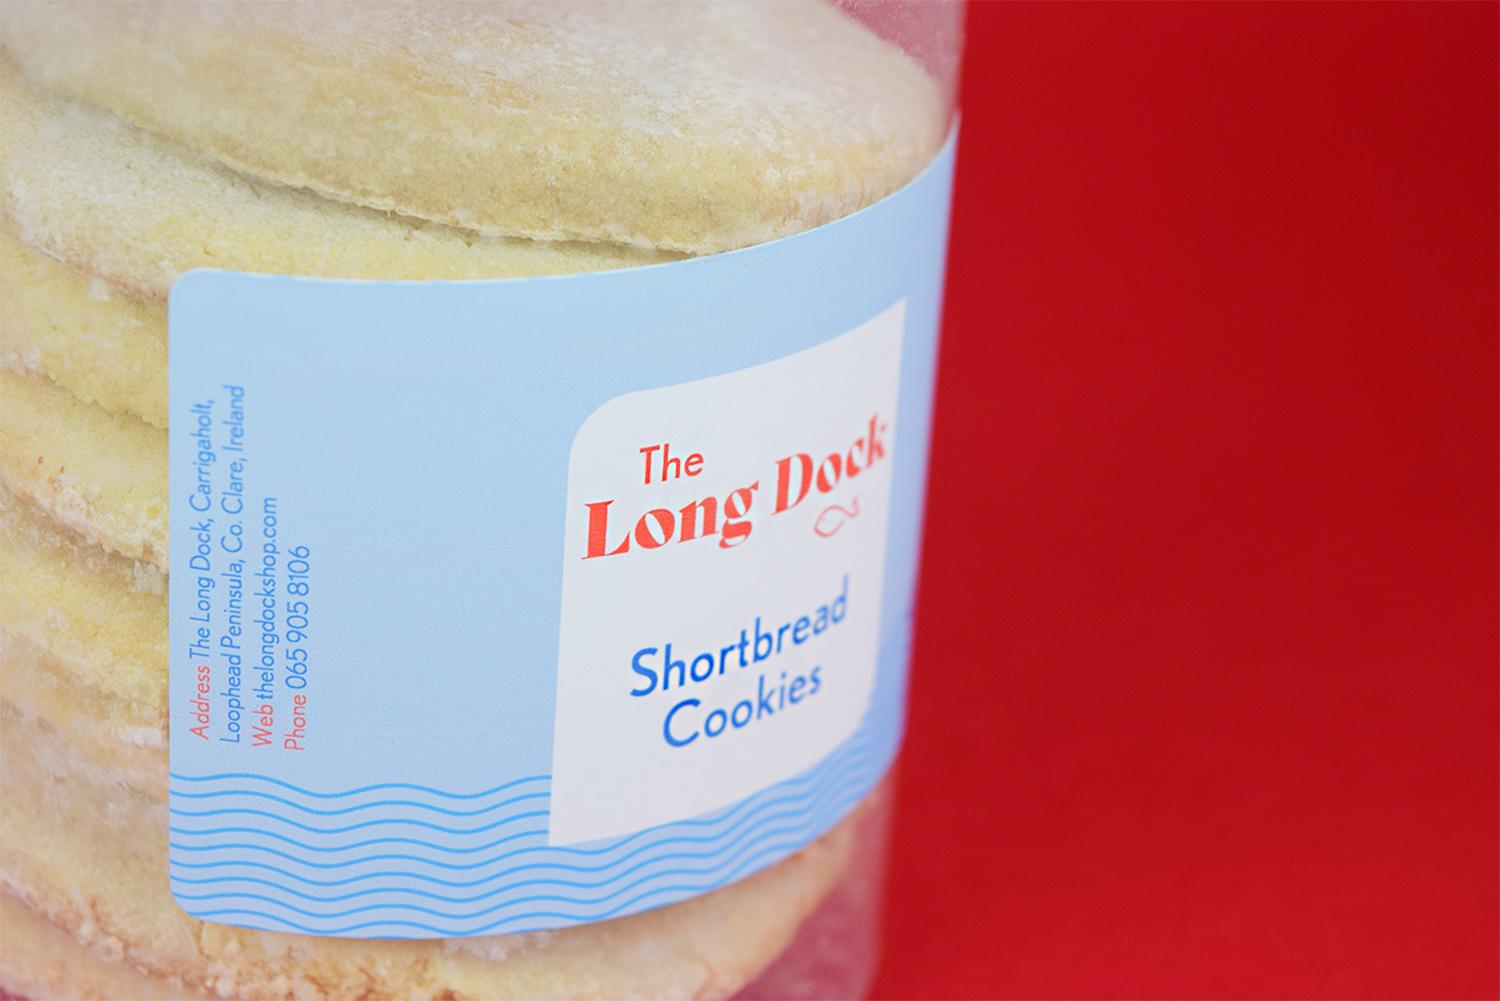 Address The Long Dock, Carrigaholt,
Loophead Peninsula, Co. Clare, Ireland
Web thelongdockshop.com
Phone 065 905 8106
The
Long Dock
Shortbread
Cookies